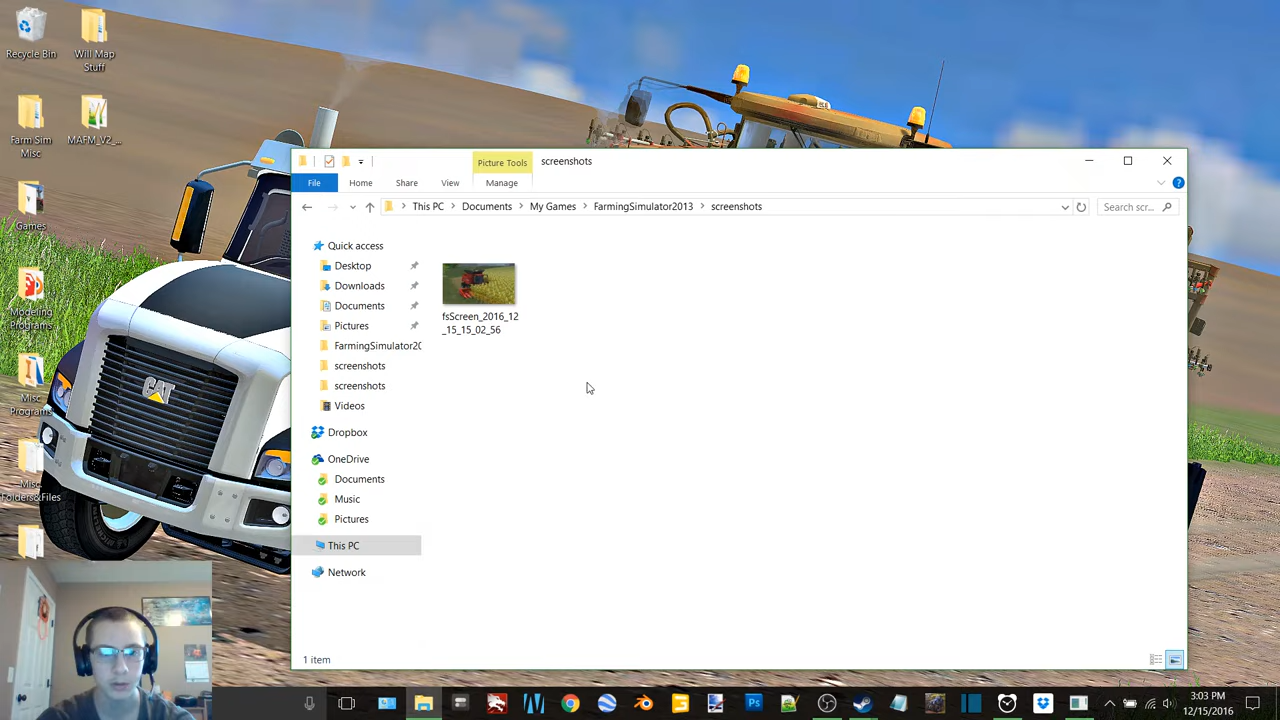 Recycle Bin
Will Map
Stuff
Farm Sim
Misc
MAFM_V2_...
Games
Modeling
Programs
Misc
Programs
Misc
Folders&Files
CAT
Picture Tools
screenshots
File
Home
Share
View
Manage
This PC
Documents
My Games
FarmingSimulator2013
screenshots
Search scr...
Quick access
Desktop
Downloads
Documents
Pictures
FarmingSimulator20
screenshots
screenshots
Videos
Dropbox
OneDrive
Documents
Music
Pictures
This PC
Network
fsScreen_2016_12
_15_15_02_56
1 item
3:03 PM
12/15/2016